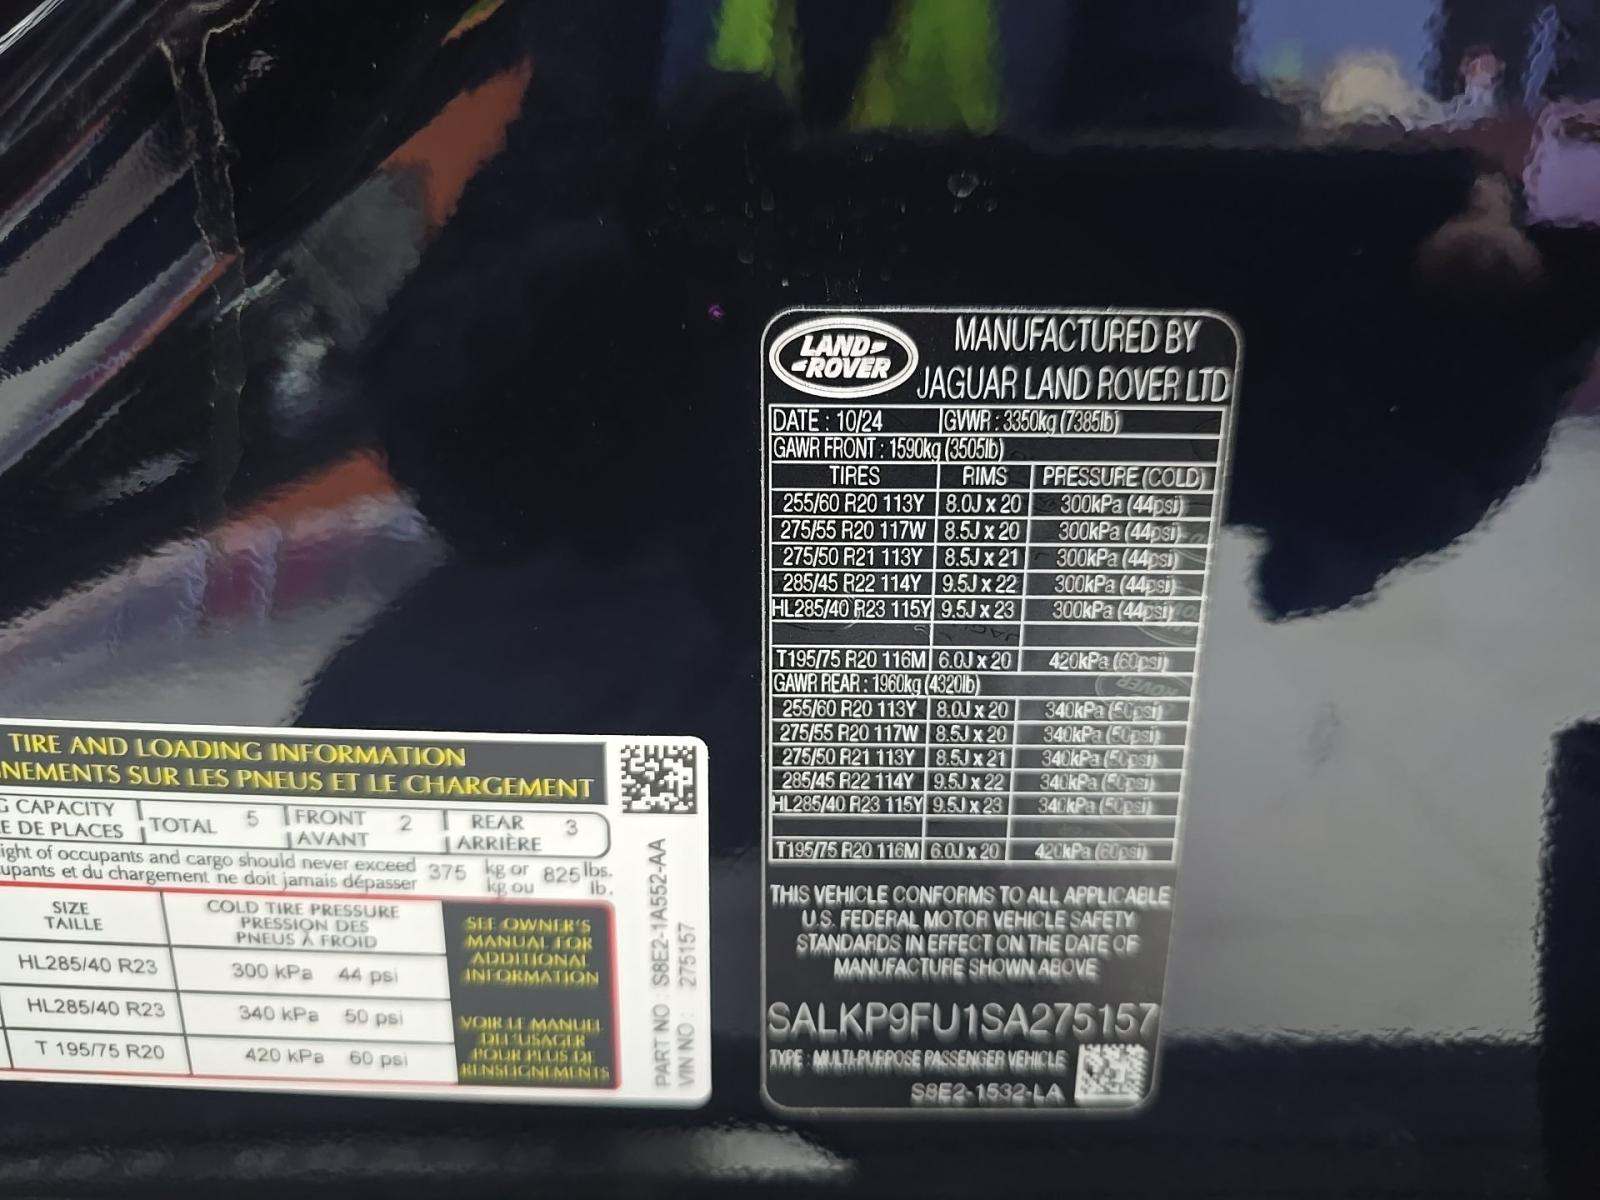 LAND ROVER
MANUFACTURED BY
JAGUAR LAND ROVER LTD
DATE : 10/24 GVWR : 3350kg (7385lb)
GAWR FRONT : 1590kg (3505lb)
TIRES RIMS PRESSURE (COLD)
255/60 R20 113Y 8.0J x 20 300kPa (44psi)
275/55 R20 117W 8.5J x 20 300kPa (44psi)
275/50 R21 113Y 8.5J x 21 300kPa (44psi)
285/45 R22 114Y 9.5J x 22 300kPa (44psi)
HL285/40 R23 115Y 9.5J x 23 300kPa (44psi)
T195/75 R20 116M 6.0J x 20 420kPa (60psi)
GAWR REAR : 1960kg (4320lb)
255/60 R20 113Y 8.0J x 20 340kPa (50psi)
275/55 R20 117W 8.5J x 20 340kPa (50psi)
275/50 R21 113Y 8.5J x 21 340kPa (50psi)
285/45 R22 114Y 9.5J x 22 340kPa (50psi)
HL285/40 R23 115Y 9.5J x 23 340kPa (50psi)
T195/75 R20 116M 6.0J x 20 420kPa (60psi)
THIS VEHICLE CONFORMS TO ALL APPLICABLE
U.S. FEDERAL MOTOR VEHICLE SAFETY
STANDARDS IN EFFECT ON THE DATE OF
MANUFACTURE SHOWN ABOVE
SALKP9FU1SA275157
TYPE : MULTI-PURPOSE PASSENGER VEHICLE
S8E2-1532-LA
TIRE AND LOADING INFORMATION
NEMENTS SUR LES PNEUS ET LE CHARGEMENT
G CAPACITY TOTAL 5 FRONT 2 REAR 3
E DE PLACES AVANT ARRIÈRE
ight of occupants and cargo should never exceed 375 kg or 825 lbs.
upants et du chargement ne doit jamais dépasser kg ou lb.
SIZE COLD TIRE PRESSURE
TAILLE PRESSION DES
PNEUS À FROID
HL285/40 R23 300 kPa 44 psi
HL285/40 R23 340 kPa 50 psi
T 195/75 R20 420 kPa 60 psi
SEE OWNER'S
MANUAL FOR
ADDITIONAL
INFORMATION
VOIR LE MANUEL
DE L'USAGER
POUR PLUS DE
RENSEIGNEMENTS
PART NO : S8E2-1A552-AA
VIN NO : 275157